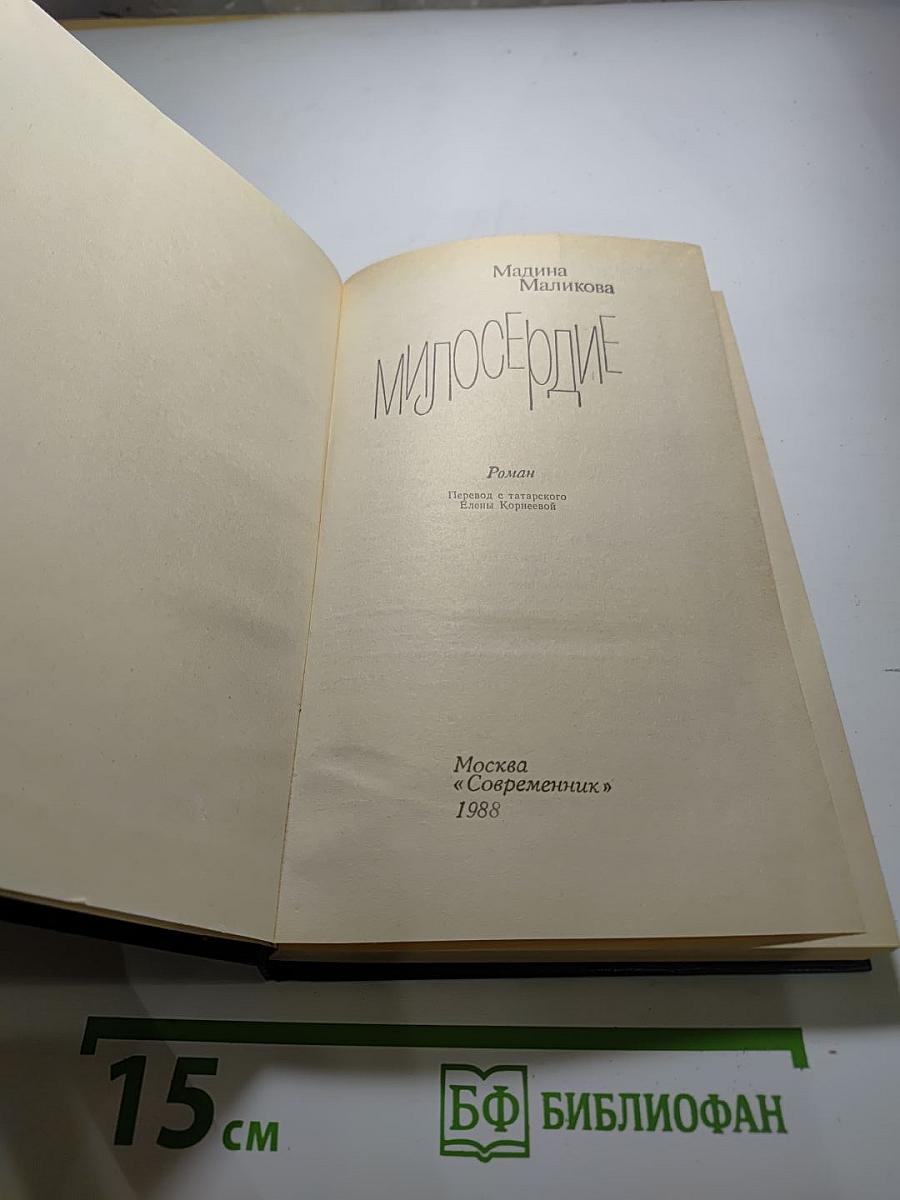 Мадина
Маликова
МИЛОСЕРДИЕ
Роман
Перевод с татарского
Елены Корнеевой
Москва
«Современник»
1988
15 см
БФ БИБЛИОФАН